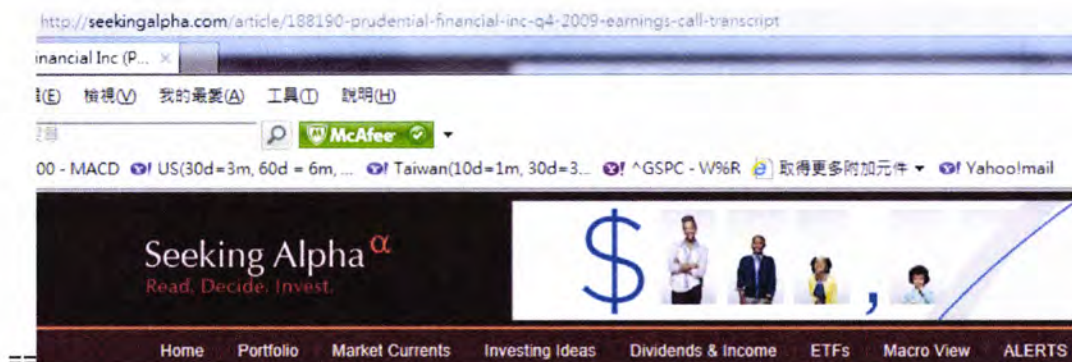 http://seekingalpha.com/article/188190-prudential-financial-inc-q4-2009-earnings-call-transcript
inancial Inc (P... ×
(E) 檢視(V) 我的最愛(A) 工具(T) 說明(H)
McAfee
00 - MACD Y! US(30d=3m, 60d = 6m, ... Y! Taiwan(10d=1m, 30d=3... Y! ^GSPC - W%R 取得更多附加元件 Y! Yahoo!mail
Seeking Alpha α
Read. Decide. Invest.
$ ,
Home Portfolio Market Currents Investing Ideas Dividends & Income ETFs Macro View ALERTS